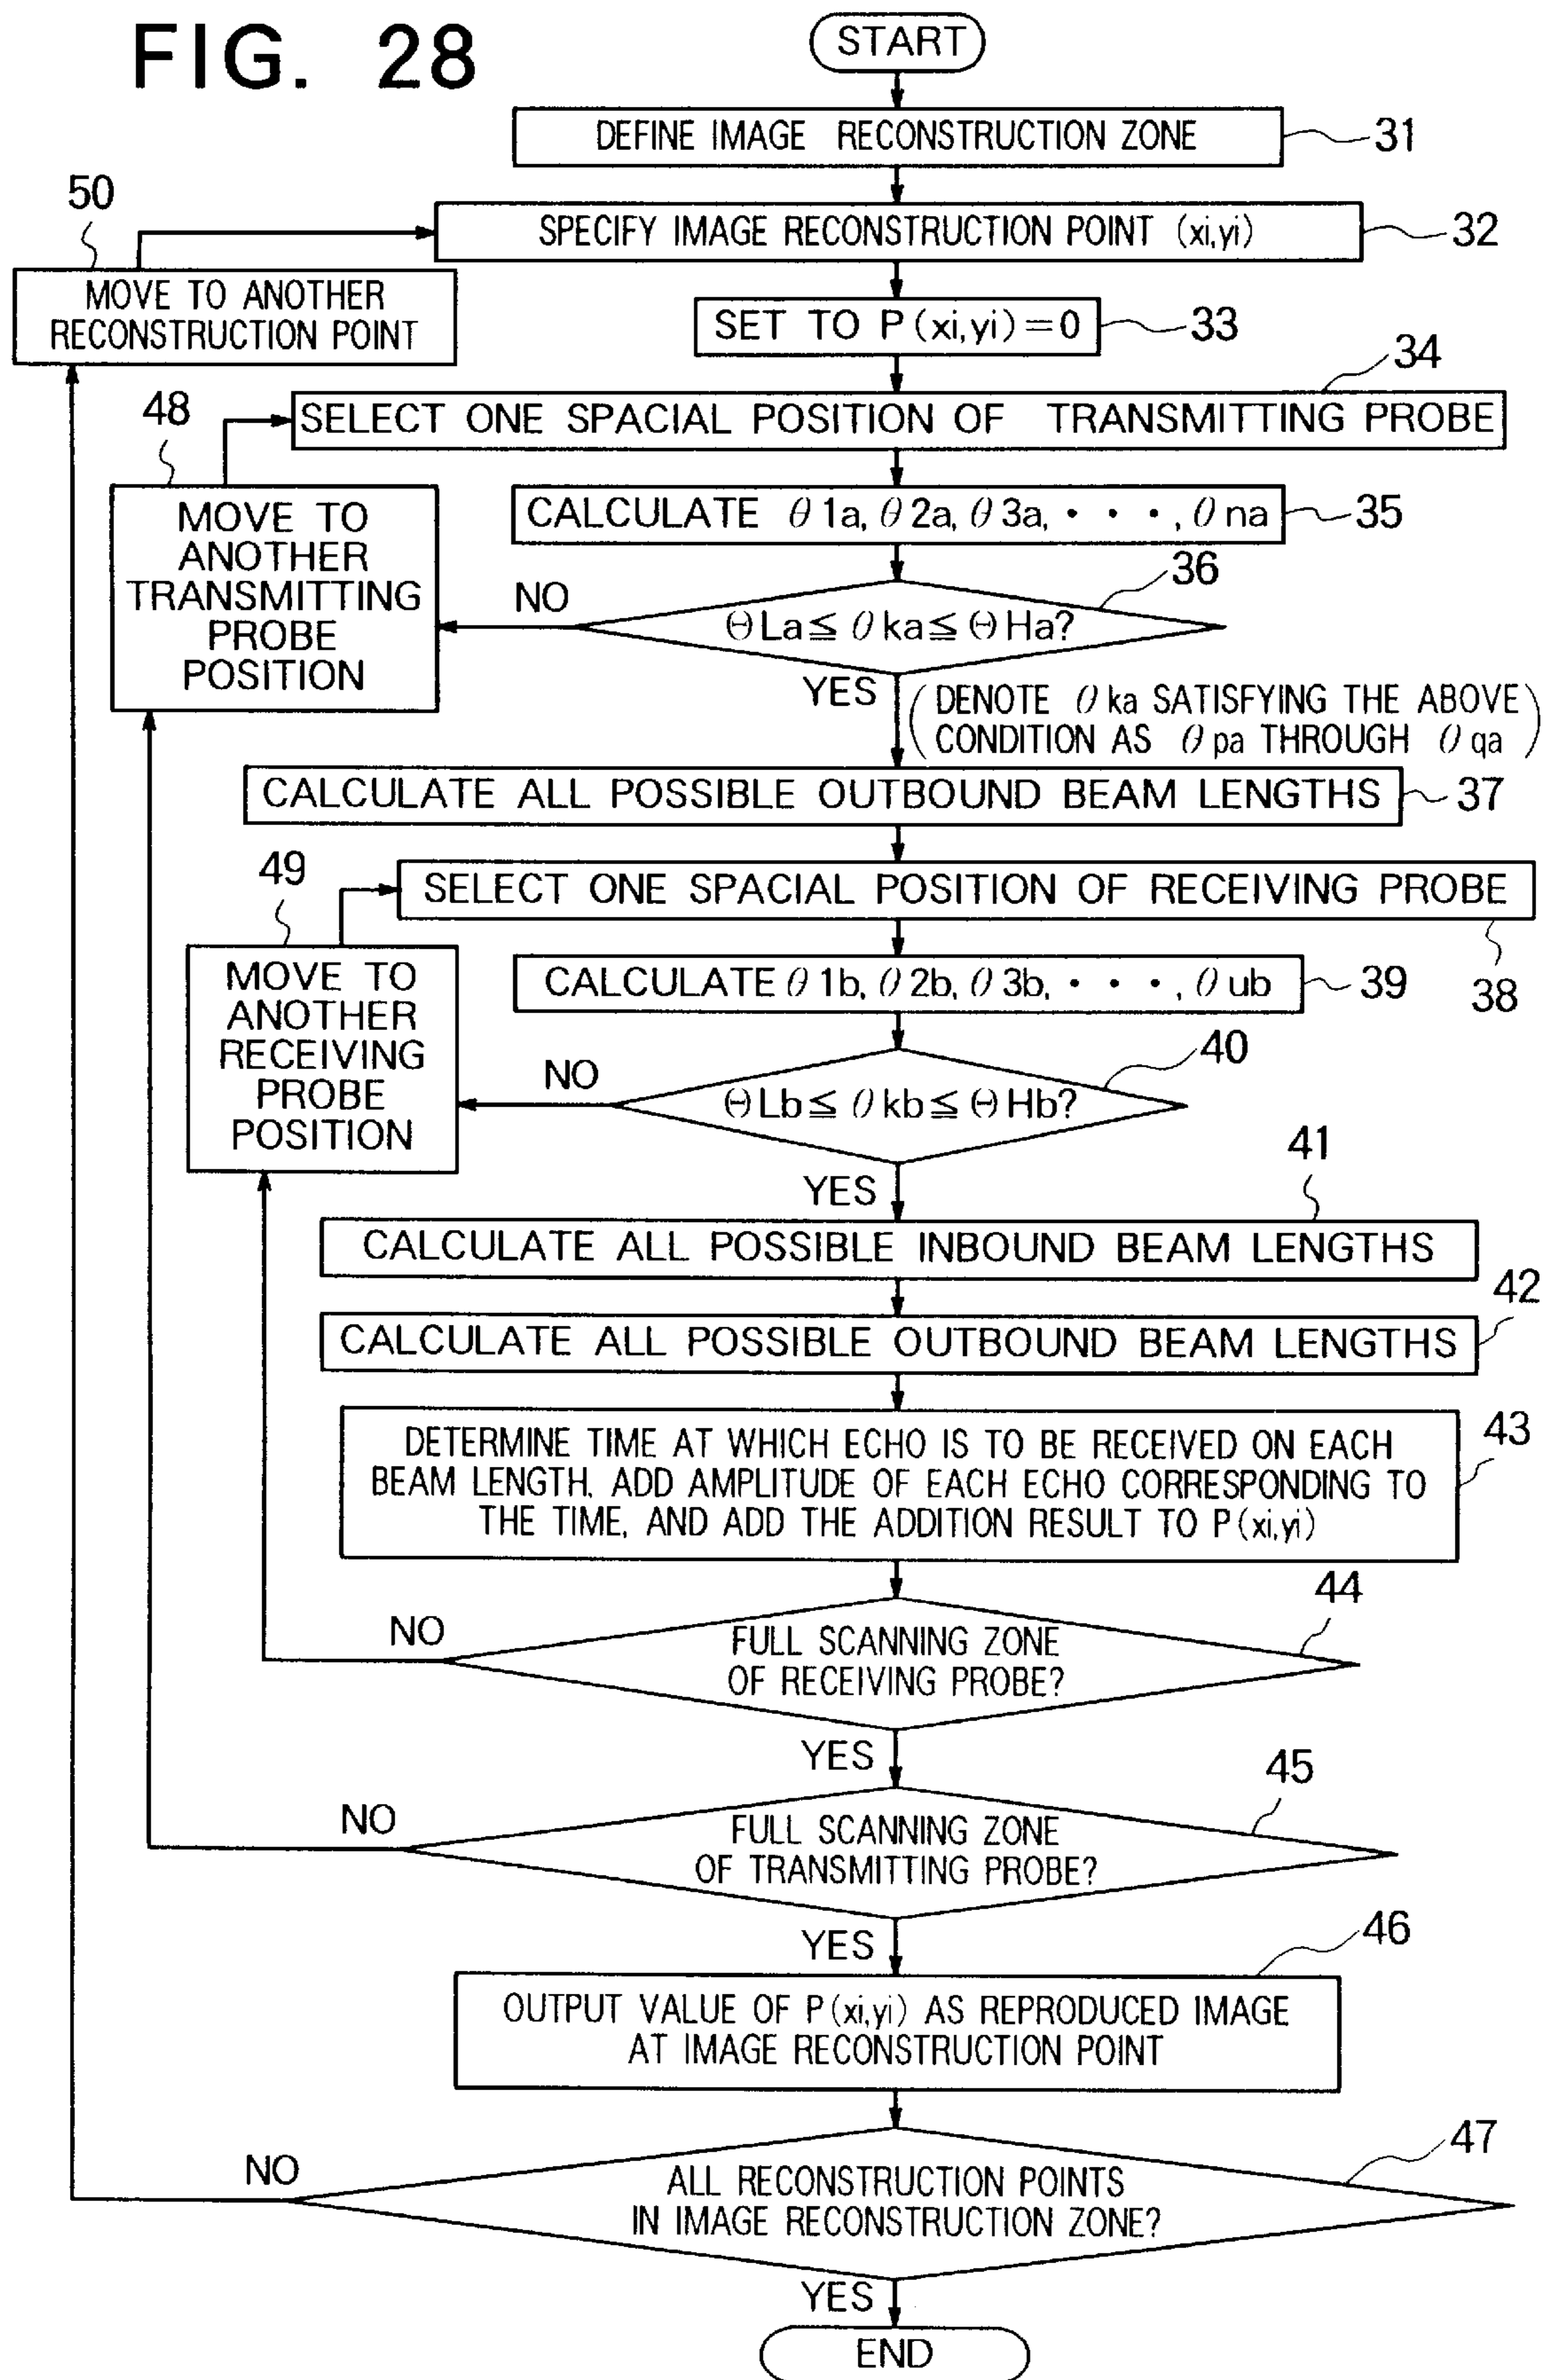 FIG. 28
START
DEFINE IMAGE RECONSTRUCTION ZONE
31
50
SPECIFY IMAGE RECONSTRUCTION POINT (xi,yi)
32
MOVE TO ANOTHER
RECONSTRUCTION POINT
SET TO P(xi,yi)=0
33
34
48
SELECT ONE SPACIAL POSITION OF TRANSMITTING PROBE
MOVE TO
ANOTHER
TRANSMITTING
PROBE
POSITION
CALCULATE θ1a, θ2a, θ3a, · · ·, θna
35
36
NO
ΘLa≦θka≦ΘHa?
YES
(DENOTE θka SATISFYING THE ABOVE
CONDITION AS θpa THROUGH θqa)
CALCULATE ALL POSSIBLE OUTBOUND BEAM LENGTHS
37
49
SELECT ONE SPACIAL POSITION OF RECEIVING PROBE
38
MOVE TO
ANOTHER
RECEIVING
PROBE
POSITION
CALCULATE θ1b, θ2b, θ3b, · · ·, θub
39
40
NO
ΘLb≦θkb≦ΘHb?
YES
41
CALCULATE ALL POSSIBLE INBOUND BEAM LENGTHS
42
CALCULATE ALL POSSIBLE OUTBOUND BEAM LENGTHS
43
DETERMINE TIME AT WHICH ECHO IS TO BE RECEIVED ON EACH
BEAM LENGTH, ADD AMPLITUDE OF EACH ECHO CORRESPONDING TO
THE TIME, AND ADD THE ADDITION RESULT TO P(xi,yi)
44
NO
FULL SCANNING ZONE
OF RECEIVING PROBE?
YES
45
NO
FULL SCANNING ZONE
OF TRANSMITTING PROBE?
YES
46
OUTPUT VALUE OF P(xi,yi) AS REPRODUCED IMAGE
AT IMAGE RECONSTRUCTION POINT
47
NO
ALL RECONSTRUCTION POINTS
IN IMAGE RECONSTRUCTION ZONE?
YES
END